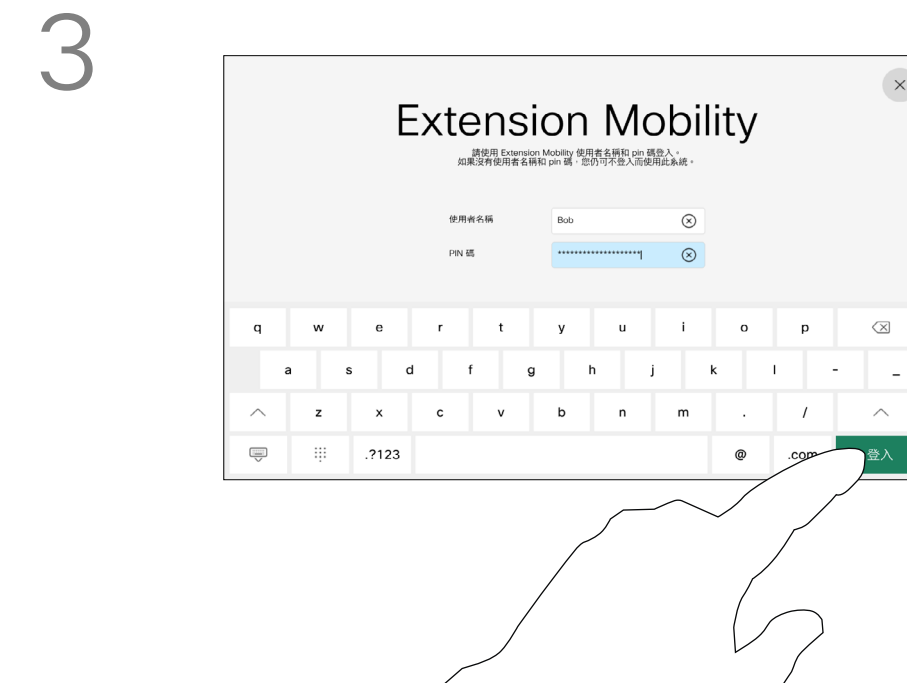 3
Extension Mobility
請使用 Extension Mobility 使用者名稱和 pin 碼登入。
如果沒有使用者名稱和 pin 碼，您仍可不登入而使用此系統。
使用者名稱 Bob
PIN 碼 ********************
q w e r t y u i o p
a s d f g h j k l - _
z x c v b n m . /
.?123 @ .com 登入